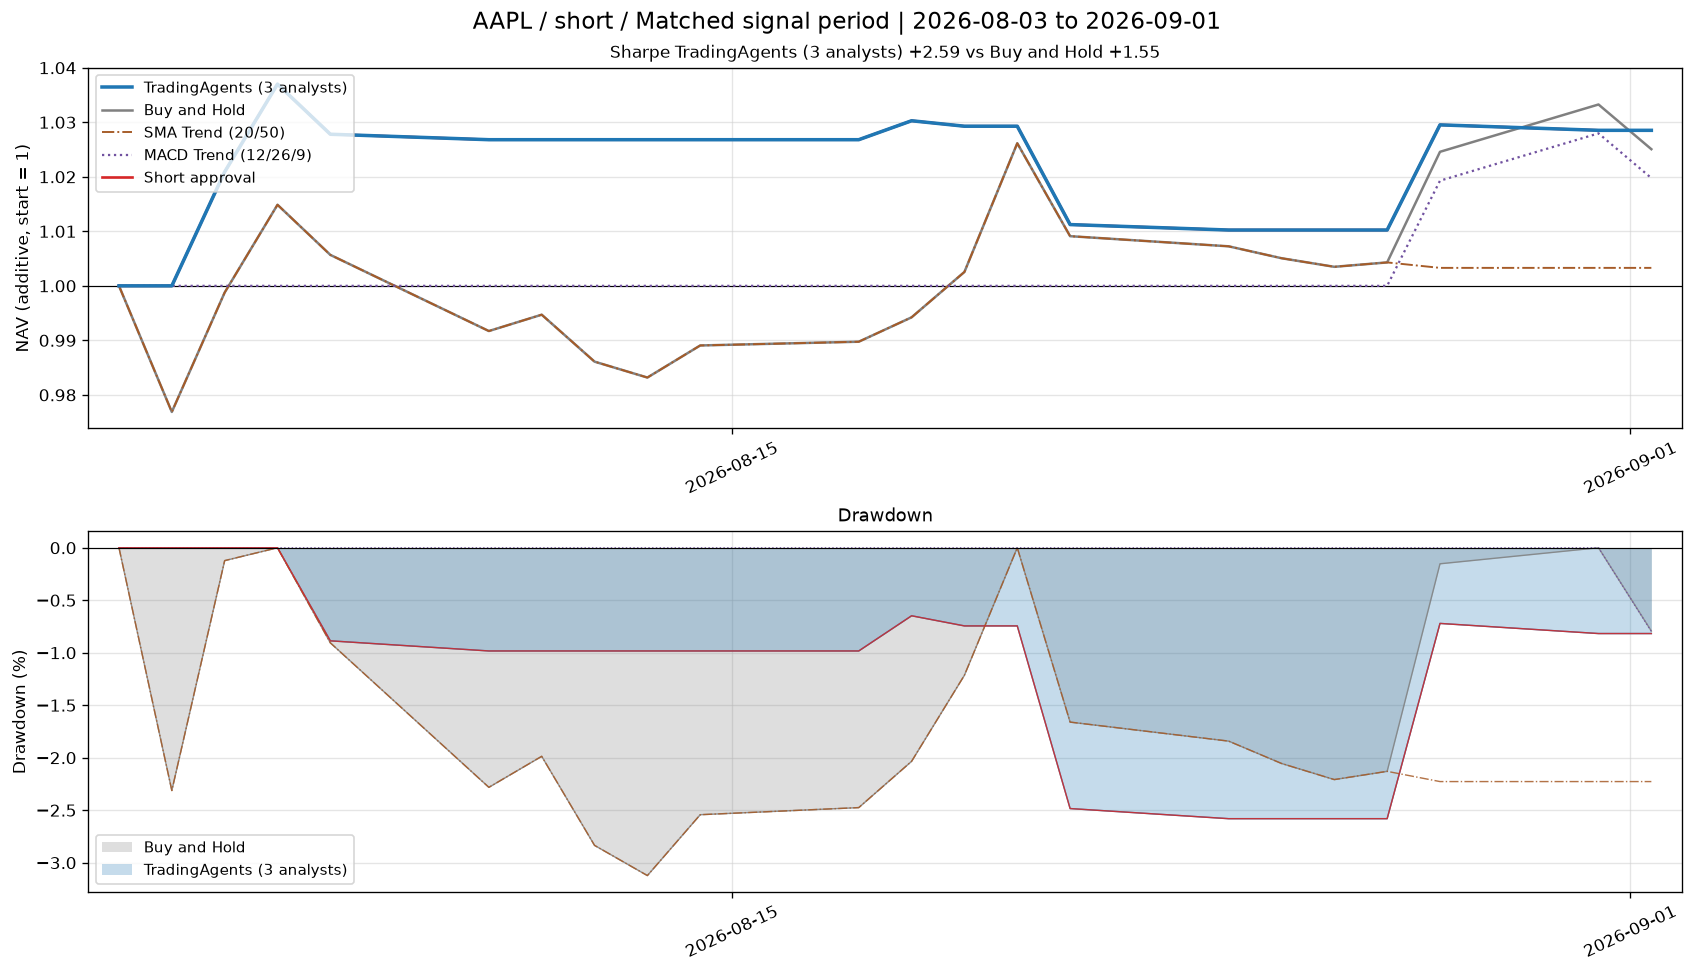 AAPL / short / Matched signal period | 2026-08-03 to 2026-09-01
Sharpe TradingAgents (3 analysts) +2.59 vs Buy and Hold +1.55
NAV (additive, start = 1)
1.04
1.03
1.02
1.01
1.00
0.99
0.98
TradingAgents (3 analysts)
Buy and Hold
SMA Trend (20/50)
MACD Trend (12/26/9)
Short approval
2026-08-15
2026-09-01
Drawdown
Drawdown (%)
0.0
−0.5
−1.0
−1.5
−2.0
−2.5
−3.0
Buy and Hold
TradingAgents (3 analysts)
2026-08-15
2026-09-01